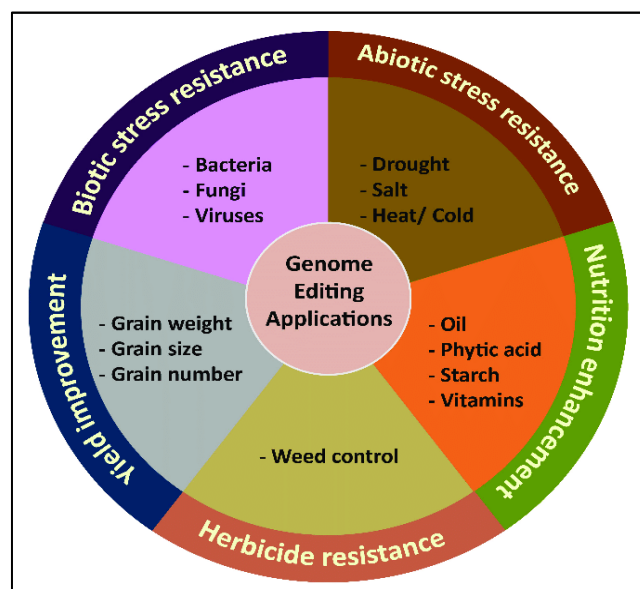 Biotic stress resistance
- Bacteria
- Fungi
- Viruses
Abiotic stress resistance
- Drought
- Salt
- Heat/ Cold
Genome
Editing
Applications
Yield improvement
- Grain weight
- Grain size
- Grain number
Nutrition enhancement
- Oil
- Phytic acid
- Starch
- Vitamins
- Weed control
Herbicide resistance